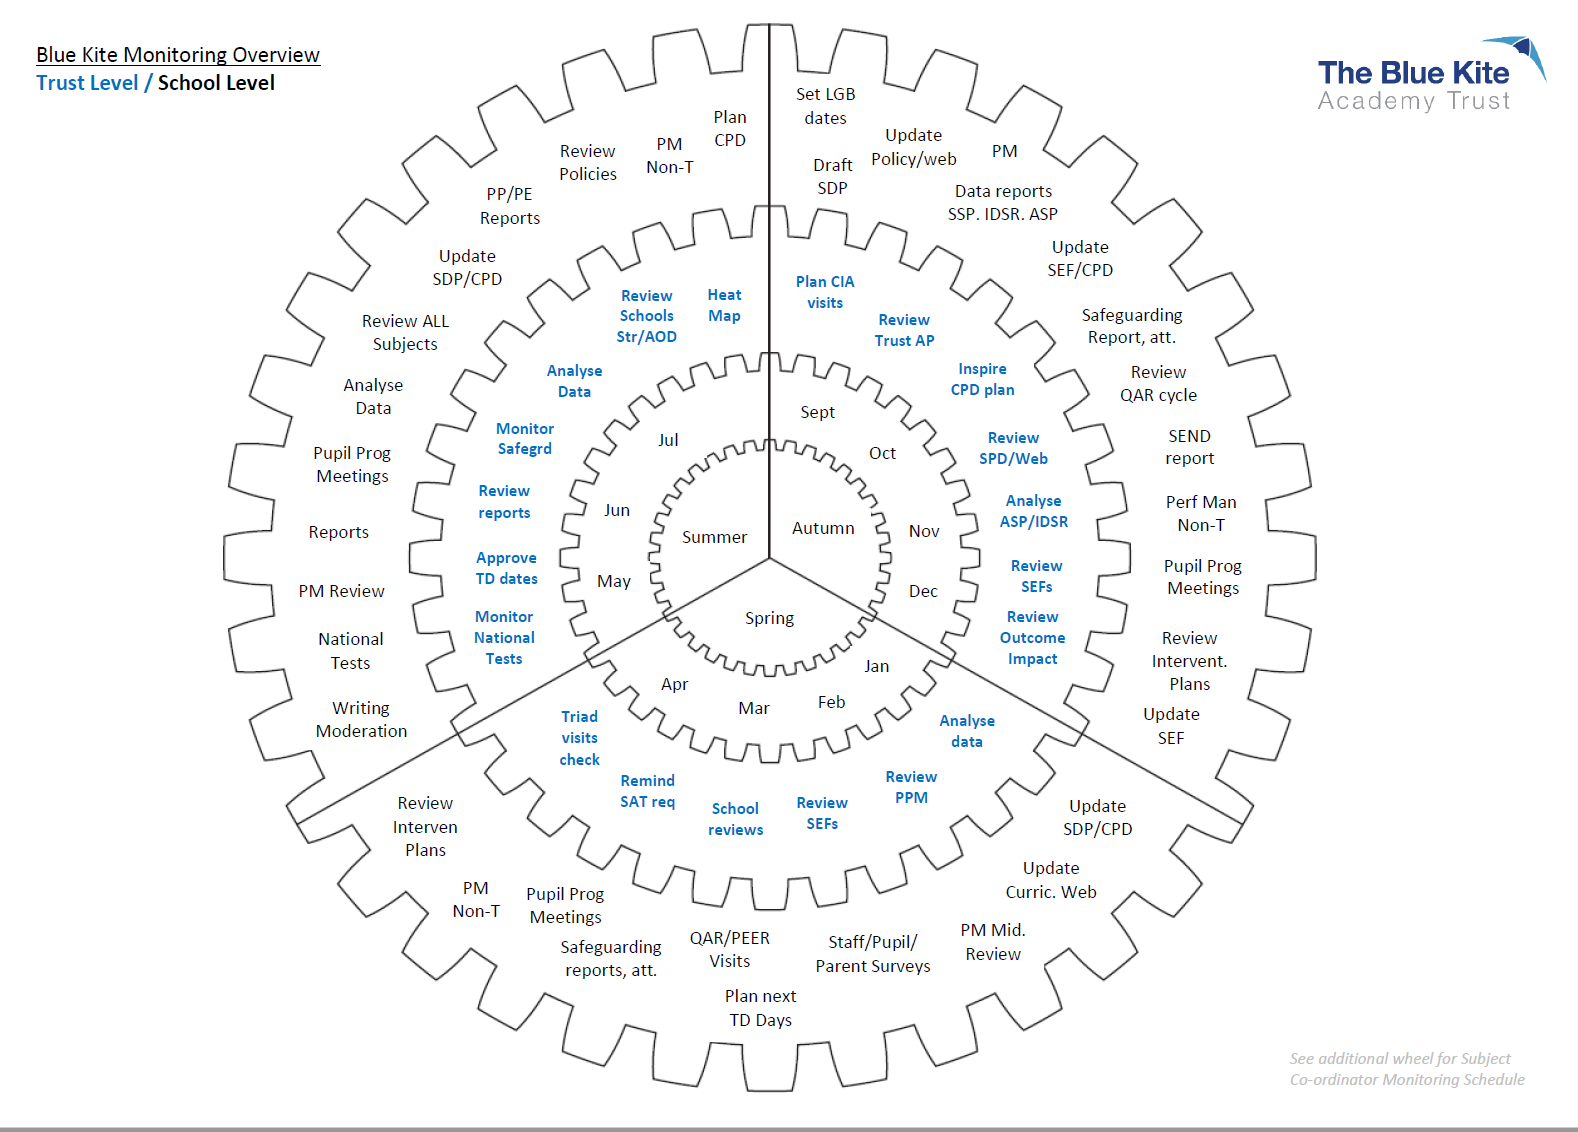 Blue Kite Monitoring Overview
Trust Level / School Level
The Blue Kite
Academy Trust
Set LGB
dates
Update
Policy/web
PM
Draft
SDP
Data reports
SSP. IDSR. ASP
Update
SEF/CPD
Safeguarding
Report, att.
Review
QAR cycle
SEND
report
Perf Man
Non-T
Pupil Prog
Meetings
Review
Intervent.
Plans
Update
SEF
Update
SDP/CPD
Update
Curric. Web
PM Mid.
Review
Staff/Pupil/
Parent Surveys
QAR/PEER
Visits
Plan next
TD Days
Safeguarding
reports, att.
Pupil Prog
Meetings
PM
Non-T
Review
Interven
Plans
Writing
Moderation
National
Tests
PM Review
Reports
Pupil Prog
Meetings
Analyse
Data
Review ALL
Subjects
Update
SDP/CPD
PP/PE
Reports
Review
Policies
PM
Non-T
Plan
CPD
Plan CIA
visits
Review
Trust AP
Inspire
CPD plan
Review
SPD/Web
Analyse
ASP/IDSR
Review
SEFs
Review
Outcome
Impact
Analyse
data
Review
PPM
Review
SEFs
School
reviews
Remind
SAT req
Triad
visits
check
Monitor
National
Tests
Approve
TD dates
Review
reports
Monitor
Safegrd
Analyse
Data
Review
Schools
Str/AOD
Heat
Map
Sept
Oct
Nov
Dec
Jan
Feb
Mar
Apr
May
Jun
Jul
Autumn
Spring
Summer
See additional wheel for Subject
Co-ordinator Monitoring Schedule